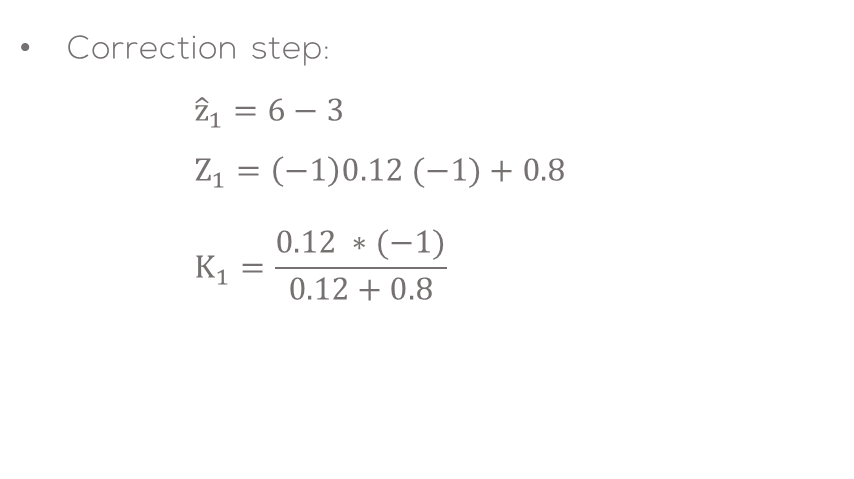 • Correction step:
ẑ₁ = 6 − 3
Z₁ = (−1)0.12 (−1) + 0.8
K₁ = \frac{0.12 * (−1)}{0.12 + 0.8}